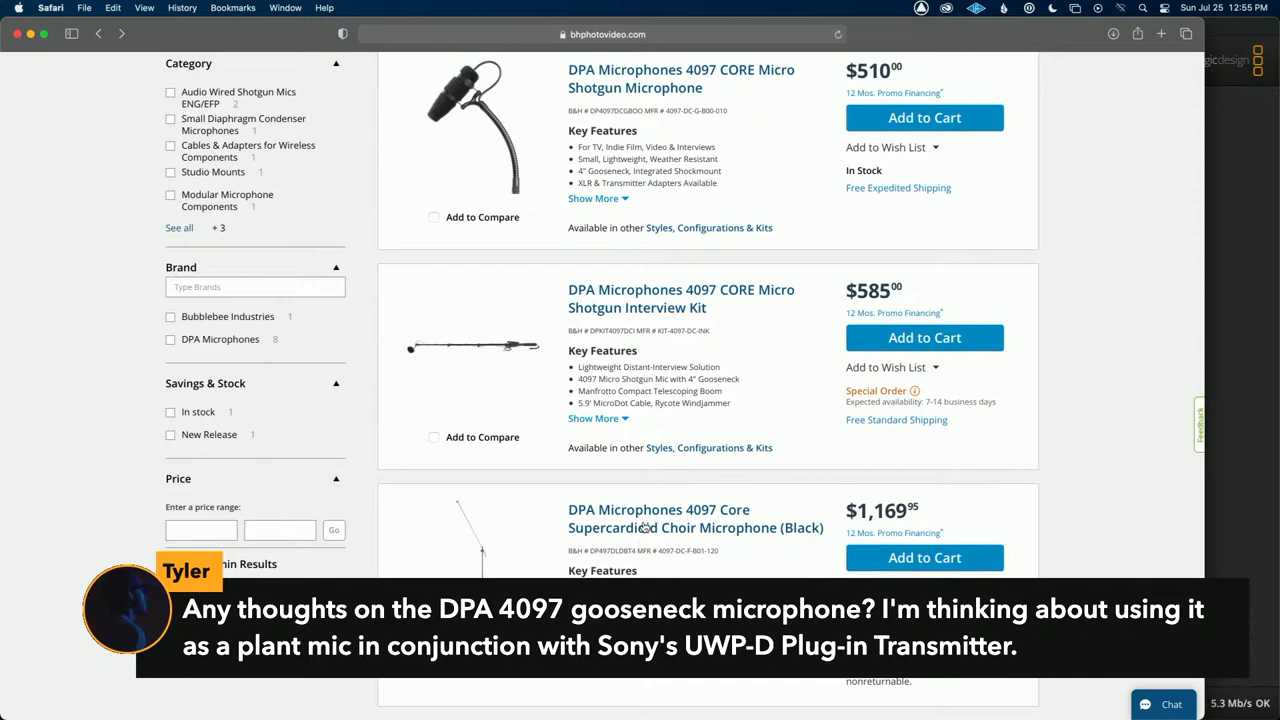 Safari File Edit View History Bookmarks Window Help Sun Jul 25 12:55 PM
bhphotovideo.com
Category
Audio Wired Shotgun Mics
ENG/EFP 2
Small Diaphragm Condenser
Microphones 1
Cables & Adapters for Wireless
Components 1
Studio Mounts 1
Modular Microphone
Components 1
See all + 3
Brand
Type Brands
Bubblebee Industries 1
DPA Microphones 8
Savings & Stock
In stock 1
New Release 1
Price
Enter a price range:
Go
DPA Microphones 4097 CORE Micro
Shotgun Microphone
B&H # DP4097DCGBOO MFR # 4097-DC-G-B00-010
Key Features
For TV, Indie Film, Video & Interviews
Small, Lightweight, Weather Resistant
4" Gooseneck, Integrated Shockmount
XLR & Transmitter Adapters Available
Show More
Add to Compare
Available in other Styles, Configurations & Kits
$510 00
12 Mos. Promo Financing*
Add to Cart
Add to Wish List
In Stock
Free Expedited Shipping
DPA Microphones 4097 CORE Micro
Shotgun Interview Kit
B&H # DPKIT4097DCI MFR # KIT-4097-DC-INK
Key Features
Lightweight Distant-Interview Solution
4097 Micro Shotgun Mic with 4" Gooseneck
Manfrotto Compact Telescoping Boom
5.9' MicroDot Cable, Rycote Windjammer
Show More
Add to Compare
Available in other Styles, Configurations & Kits
$585 00
12 Mos. Promo Financing*
Add to Cart
Add to Wish List
Special Order
Expected availability: 7-14 business days
Free Standard Shipping
Feedback
DPA Microphones 4097 Core
Supercardioid Choir Microphone (Black)
B&H # DP497DLDBT4 MFR # 4097-DC-F-B01-120
Key Features
$1,169 95
12 Mos. Promo Financing*
Add to Cart
Tyler
Any thoughts on the DPA 4097 gooseneck microphone? I'm thinking about using it
as a plant mic in conjunction with Sony's UWP-D Plug-in Transmitter.
nonreturnable.
Chat
5.3 Mb/s OK